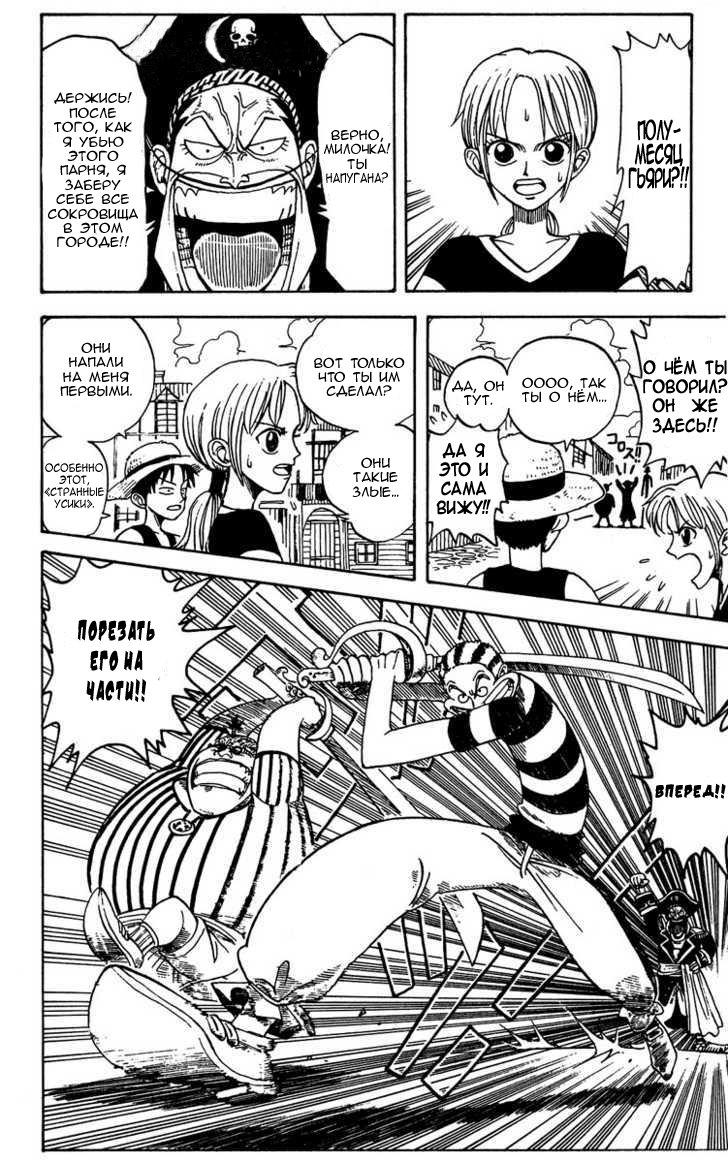 ПОЛУ-
МЕСЯЦ
ГЬЯРИ?!!
ВЕРНО,
МИЛОЧКА!
ТЫ
НАПУГАНА?
ДЕРЖИСЬ!
ПОСЛЕ
ТОГО, КАК
Я УБЬЮ
ЭТОГО
ПАРНЯ, Я
ЗАБЕРУ
СЕБЕ ВСЕ
СОКРОВИЩА
В ЭТОМ
ГОРОДЕ!!
О ЧЁМ ТЫ
ГОВОРИЛ?
ОН ЖЕ
ЗДЕСЬ!!
ОООО, ТАК
ТЫ О НЁМ...
ДА, ОН
ТУТ.
ДА Я
ЭТО И
САМА
ВИЖУ!!
コロス!!
ВОТ ТОЛЬКО
ЧТО ТЫ ИМ
СДЕЛАЛ?
ОНИ
ТАКИЕ
ЗЛЫЕ...
ОНИ
НАПАЛИ
НА МЕНЯ
ПЕРВЫМИ.
ОСОБЕННО
ЭТОТ,
«СТРАННЫЕ
УСИКИ».
ВПЕРЕД!!
ПОРЕЗАТЬ
ЕГО НА
ЧАСТИ!!